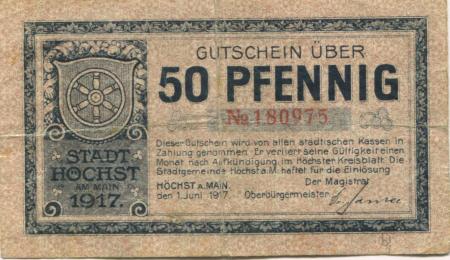 GUTSCHEIN ÜBER
50 PFENNIG
No 180975
Dieser Gutschein wird von allen städtischen Kassen in
Zahlung genommen. Er verliert seine Gültigkeit einen
Monat nach Aufkündigung im Höchster Kreisblatt. Die
Stadtgemeinde Höchst a.M. haftet für die Einlösung
HÖCHST A. MAIN,
den 1. Juni 1917.
Der Magistrat
Oberbürgermeister
STADT
HÖCHST
AM MAIN
1917.